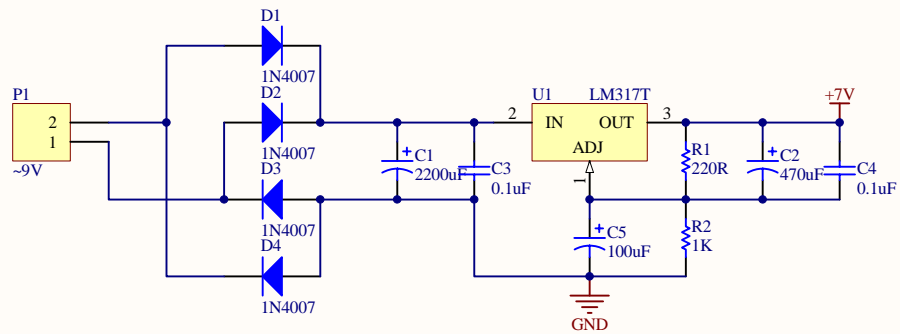 D1
1N4007
P1
2
1
~9V
D2
1N4007
D3
1N4007
D4
1N4007
C1
2200uF
C3
0.1uF
U1 LM317T
2 IN OUT 3
ADJ
1
R1
220R
C2
470uF
+7V
C4
0.1uF
C5
100uF
R2
1K
GND